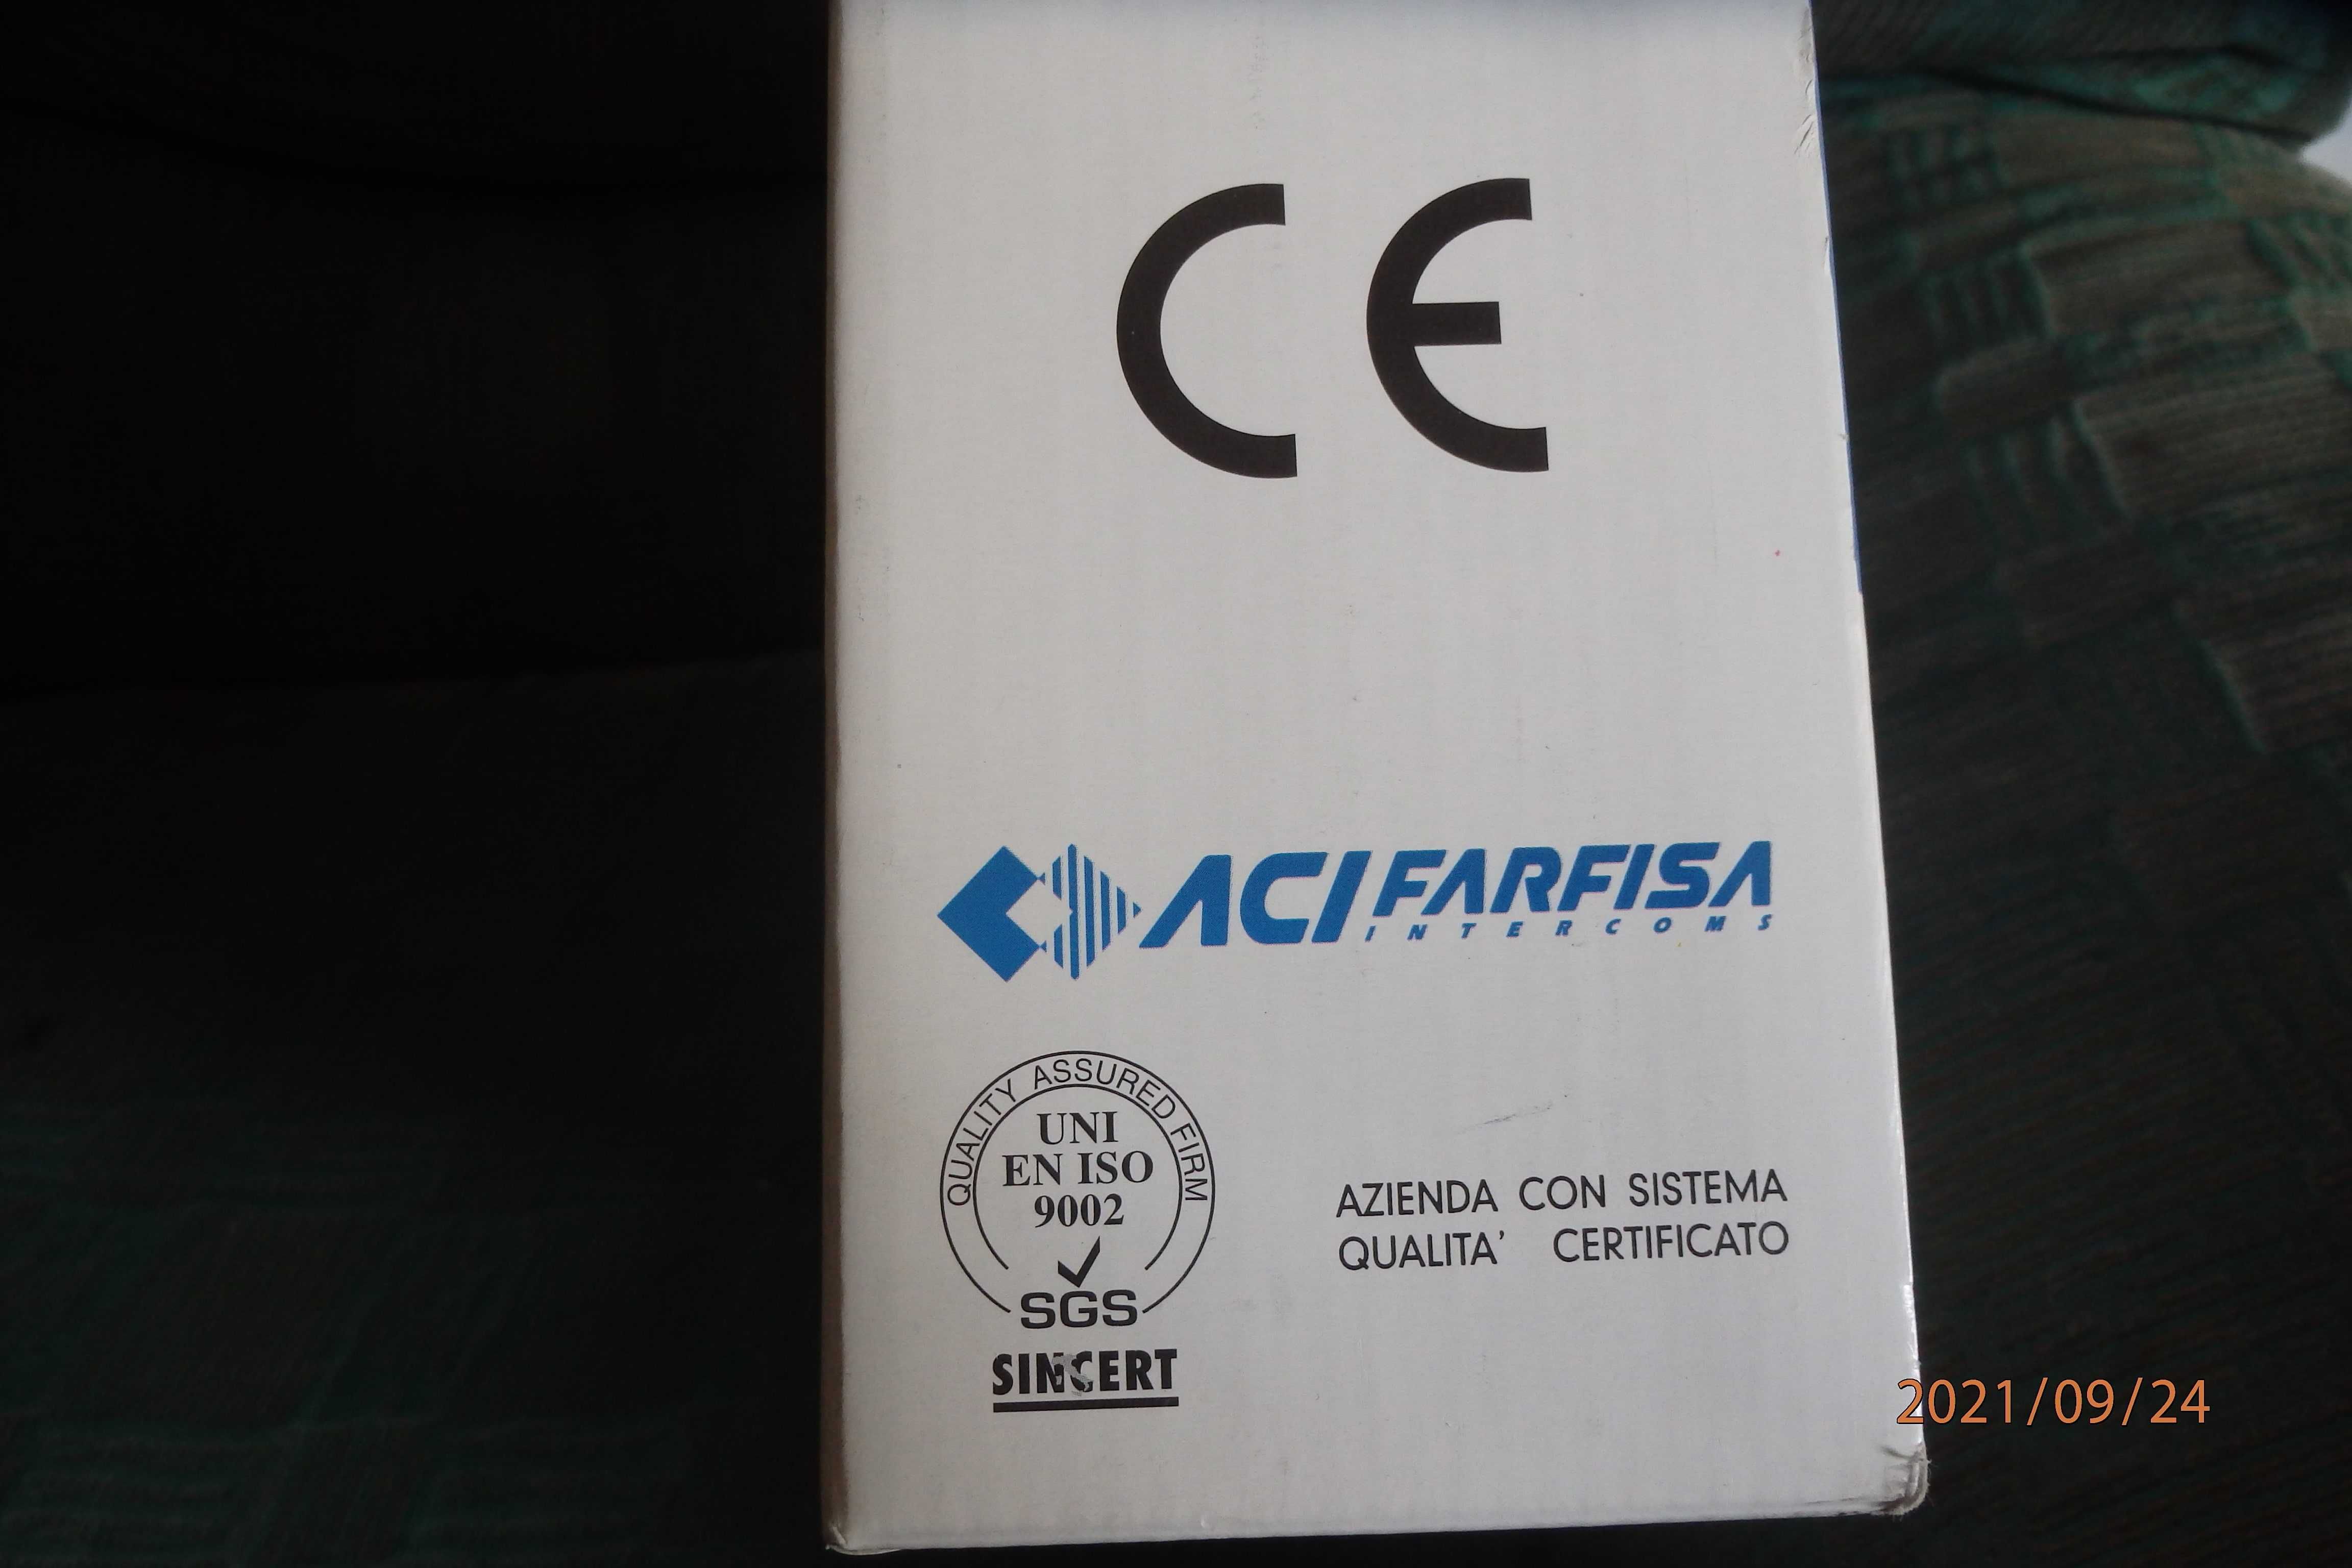 CE
ACI FARFISA
INTERCOMS
QUALITY ASSURED FIRM
UNI
EN ISO
9002
SGS
SINCERT
AZIENDA CON SISTEMA
QUALITA' CERTIFICATO
2021/09/24